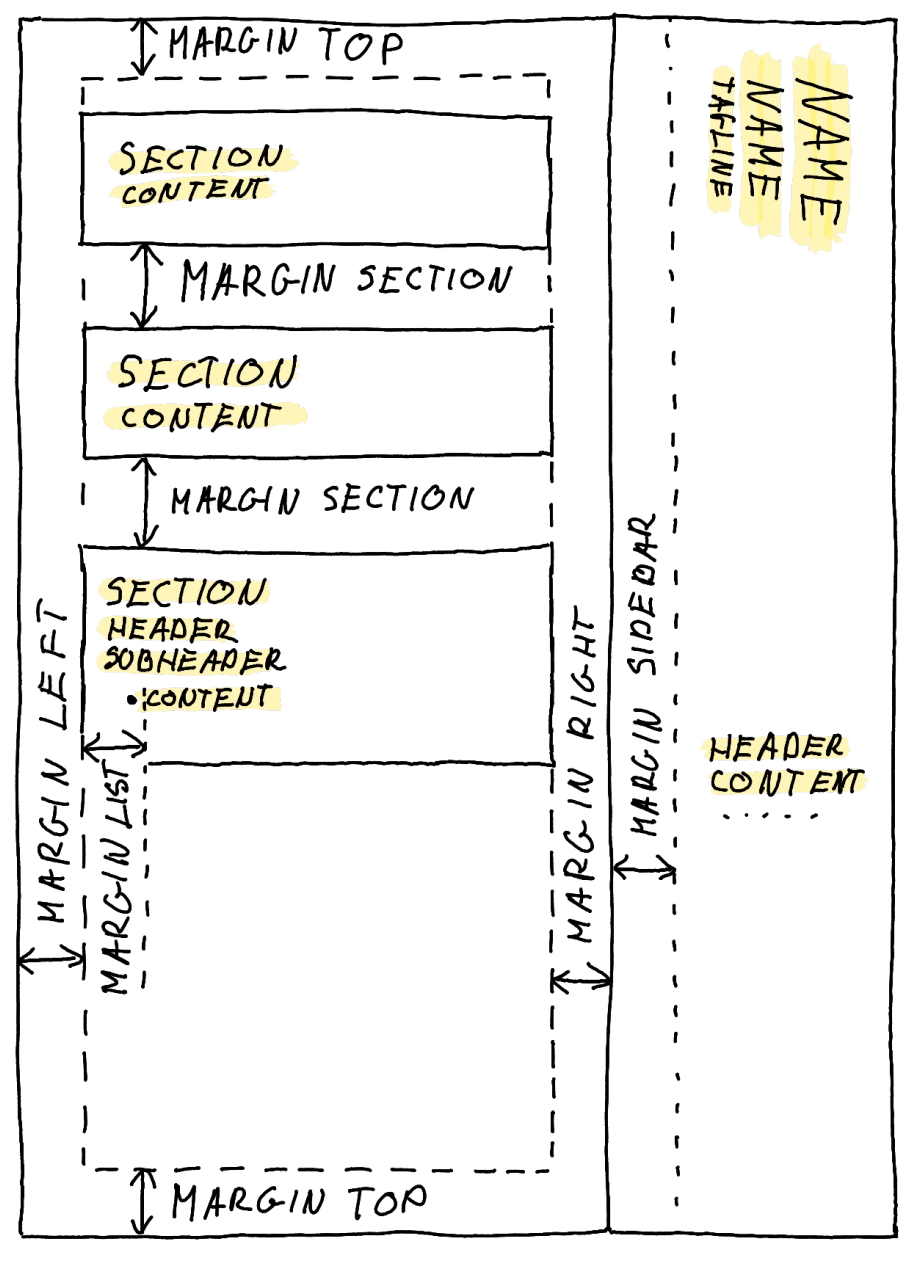 MARGIN TOP
SECTION
CONTENT
MARGIN SECTION
SECTION
CONTENT
MARGIN SECTION
SECTION
HEADER
SUBHEADER
• CONTENT
MARGIN LEFT
MARGIN LIST
MARGIN RIGHT
MARGIN TOP
MARGIN SIDEBAR
NAME
NAME
TAGLINE
HEADER
CONTENT
.....